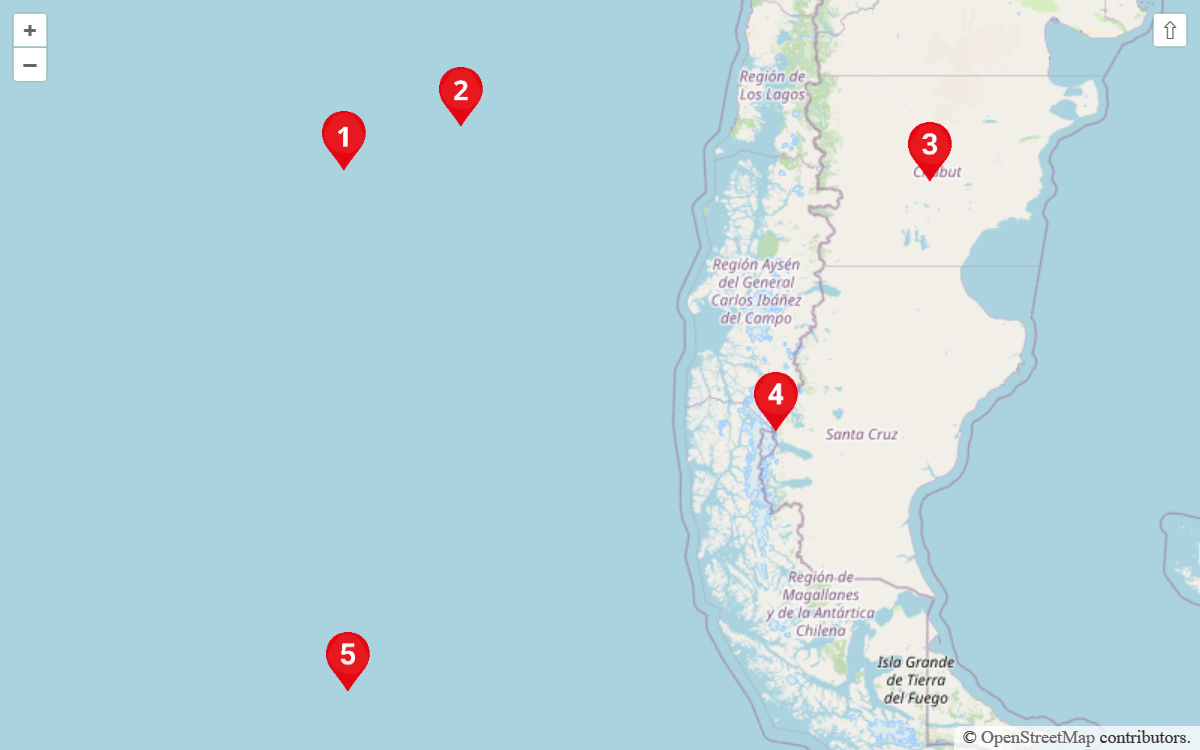 +
−
⇧
Región de
Los Lagos
2
1
3
Chubut
Región Aysén
del General
Carlos Ibáñez
del Campo
4
Santa Cruz
Región de
Magallanes
y de la Antártica
Chilena
5
Isla Grande
de Tierra
del Fuego
© OpenStreetMap contributors.